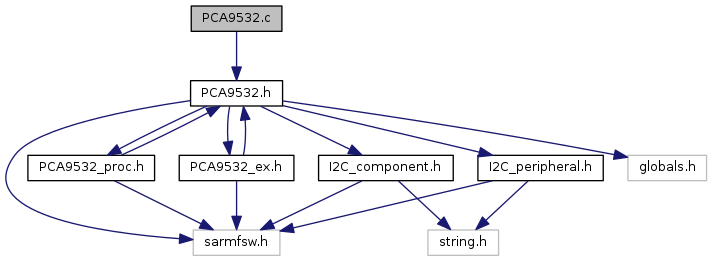 PCA9532.c
PCA9532.h
PCA9532_proc.h
PCA9532_ex.h
I2C_component.h
I2C_peripheral.h
globals.h
sarmfsw.h
string.h